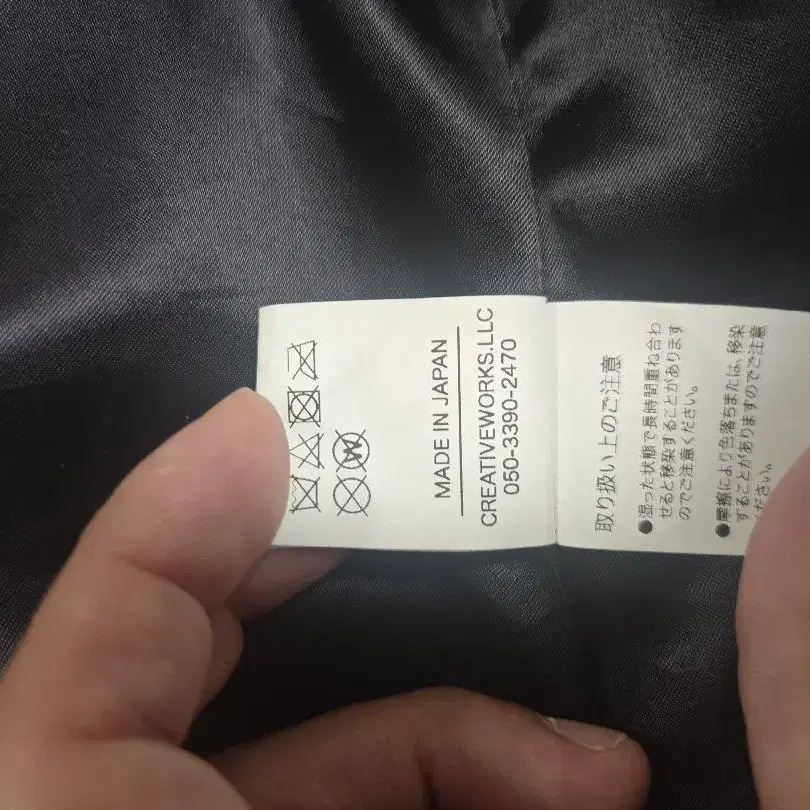 W
MADE IN JAPAN
CREATIVEWORKS.LLC
050-3390-2470
取り扱い上のご注意
●湿った状態で長時間重ね合わ
せると移染することがあります
のでご注意ください。
●摩擦により色落ちまたは、移染
することがありますのでご注意
ください。